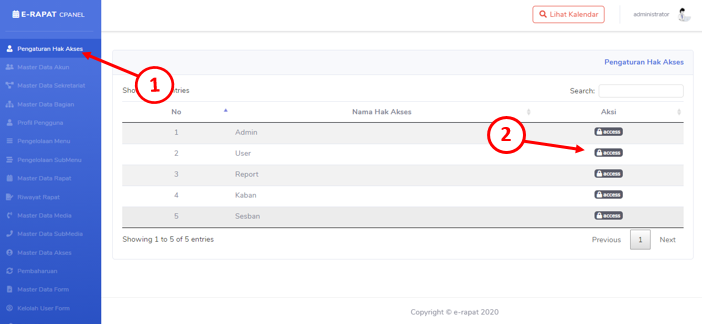 E-RAPAT CPANEL
Lihat Kalendar
administrator
Pengaturan Hak Akses
Master Data Akun
Master Data Sekretariat
Master Data Bagian
Profil Pengguna
Pengelolaan Menu
Pengelolaan SubMenu
Master Data Rapat
Riwayat Rapat
Master Data Media
Master Data SubMedia
Master Data Akses
Pembaharuan
Master Data Form
Kelolah User Form
1
Pengaturan Hak Akses
Search:
No Nama Hak Akses Aksi
1 Admin access
2 User access
3 Report access
4 Kaban access
5 Sesban access
2
Showing 1 to 5 of 5 entries
Previous 1 Next
Copyright © e-rapat 2020